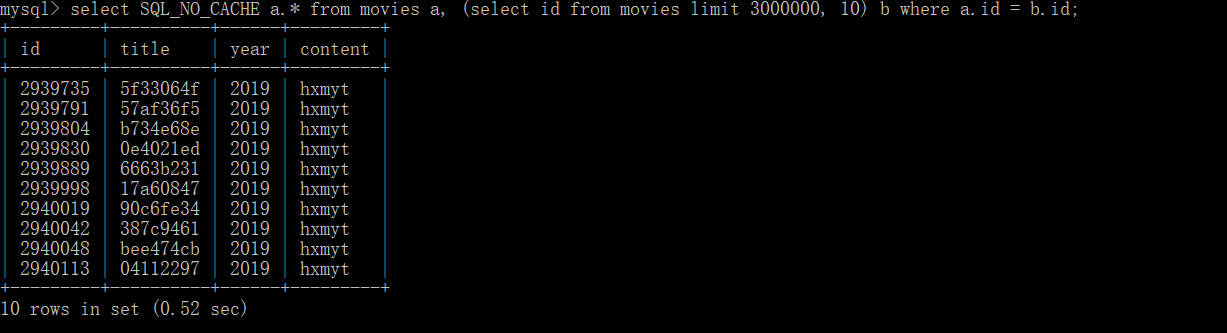 mysql> select SQL_NO_CACHE a.* from movies a, (select id from movies limit 3000000, 10) b where a.id = b.id;
+---------+----------+------+---------+
| id | title | year | content |
+---------+----------+------+---------+
| 2939735 | 5f33064f | 2019 | hxmyt |
| 2939791 | 57af36f5 | 2019 | hxmyt |
| 2939804 | b734e68e | 2019 | hxmyt |
| 2939830 | 0e4021ed | 2019 | hxmyt |
| 2939889 | 6663b231 | 2019 | hxmyt |
| 2939998 | 17a60847 | 2019 | hxmyt |
| 2940019 | 90c6fe34 | 2019 | hxmyt |
| 2940042 | 387c9461 | 2019 | hxmyt |
| 2940048 | bee474cb | 2019 | hxmyt |
| 2940113 | 04112297 | 2019 | hxmyt |
+---------+----------+------+---------+
10 rows in set (0.52 sec)